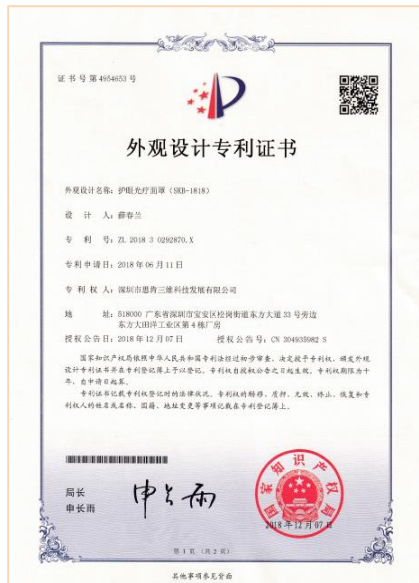 证书号第4954653号
外观设计专利证书
外观设计名称:护眼光疗面罩(SKB-1818)
设 计 人:薛春兰
专 利 号:ZL 2018 3 0292870.X
专利申请日:2018年06月11日
专 利 权 人:深圳市思肯三维科技发展有限公司
地 址:518000 广东省深圳市宝安区松岗街道东方大道33号旁边
东方大田洋工业区第4栋厂房
授权公告日:2018年12月07日 授权公告号:CN 304935982 S
国家知识产权局依照中华人民共和国专利法经过初步审查,决定授予专利权,颁发外观
设计专利证书并在专利登记簿上予以登记。专利权自授权公告之日起生效。专利权期限为十
年,自申请日起算。
专利证书记载专利权登记时的法律状况。专利权的转移、质押、无效、终止、恢复和专
利权人的姓名或名称、国籍、地址变更等事项记载在专利登记簿上。
局长
申长雨
申长雨
国家知识产权局
2018年12月07日
第1页(共2页)
其他事项参见背面